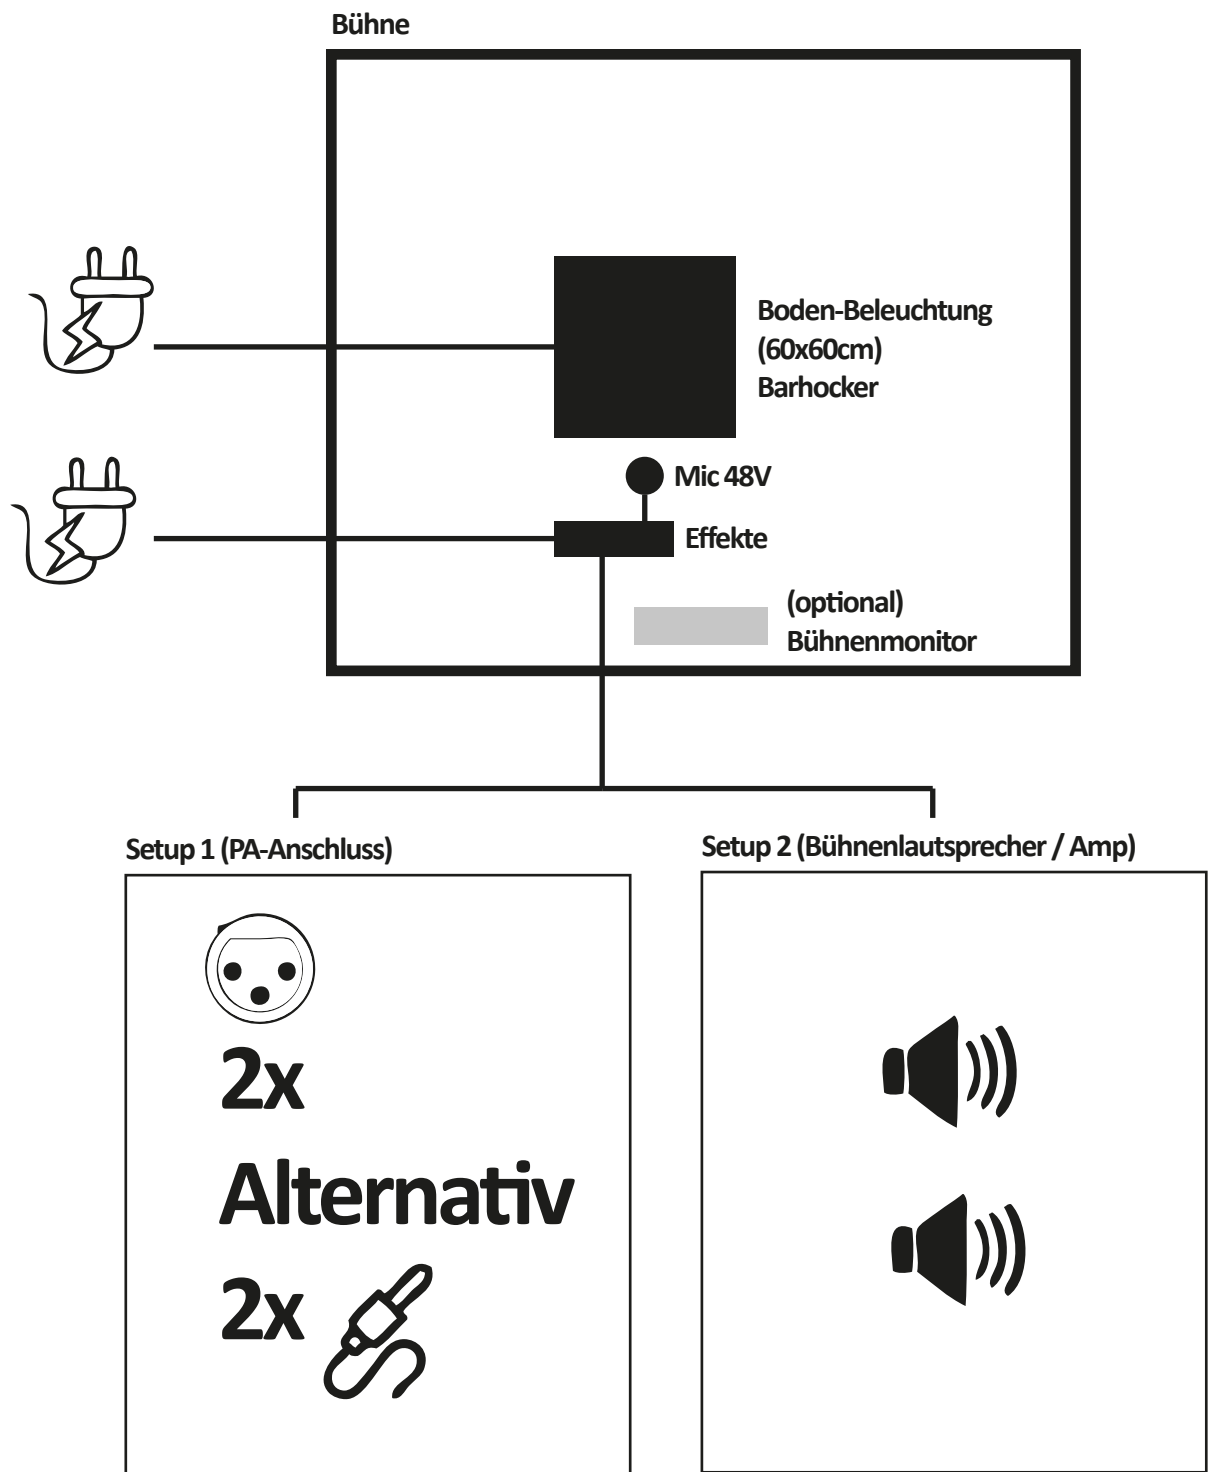 Bühne
Boden-Beleuchtung
(60x60cm)
Barhocker
Mic 48V
Effekte
(optional)
Bühnenmonitor
Setup 1 (PA-Anschluss)
Setup 2 (Bühnenlautsprecher / Amp)
2x
Alternativ
2x